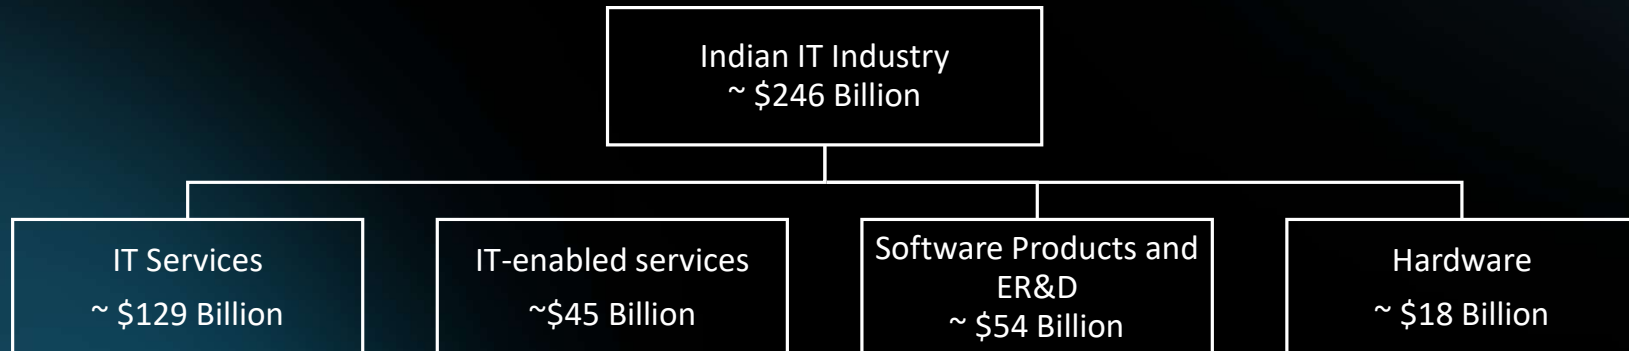 Indian IT Industry
~ $246 Billion
IT Services
~ $129 Billion
IT-enabled services
~$45 Billion
Software Products and
ER&D
~ $54 Billion
Hardware
~ $18 Billion